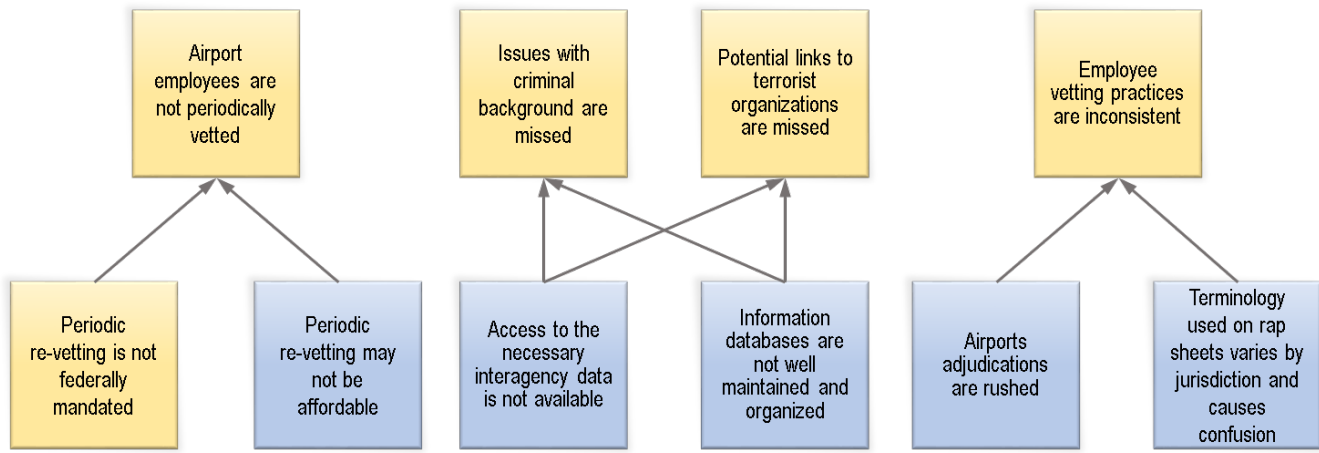 Airport
employees are
not periodically
vetted
Issues with
criminal
background are
missed
Potential links to
terrorist
organizations
are missed
Employee
vetting practices
are inconsistent
Periodic
re-vetting is not
federally
mandated
Periodic
re-vetting may
not be
affordable
Access to the
necessary
interagency data
is not available
Information
databases are
not well
maintained and
organized
Airports
adjudications
are rushed
Terminology
used on rap
sheets varies by
jurisdiction and
causes
confusion